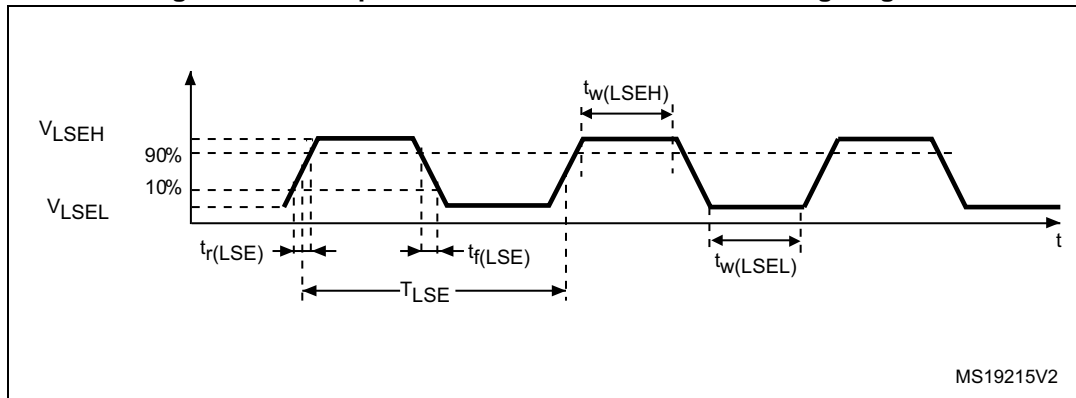 tw(LSEH)
VLSEH
90%
10%
VLSEL
tr(LSE)
tf(LSE)
t
tw(LSEL)
TLSE
MS19215V2